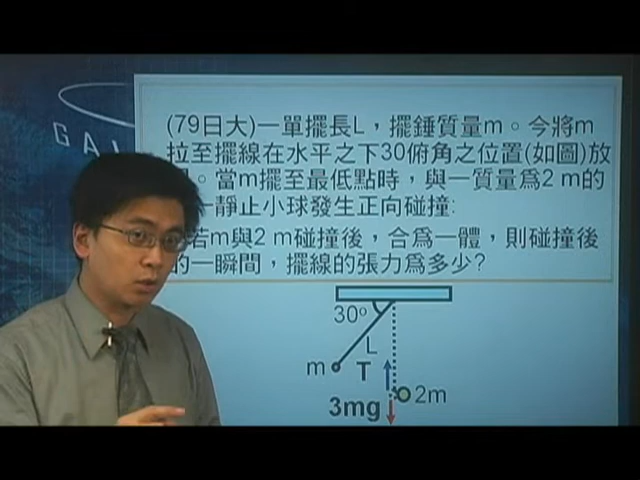 (79日大)一單擺長L，擺錘質量m。今將m
拉至擺線在水平之下30俯角之位置(如圖)放
。當m擺至最低點時，與一質量為2 m的
一靜止小球發生正向碰撞:
若m與2 m碰撞後，合為一體，則碰撞後
的一瞬間，擺線的張力為多少?
30º
L
m
T
2m
3mg
GA